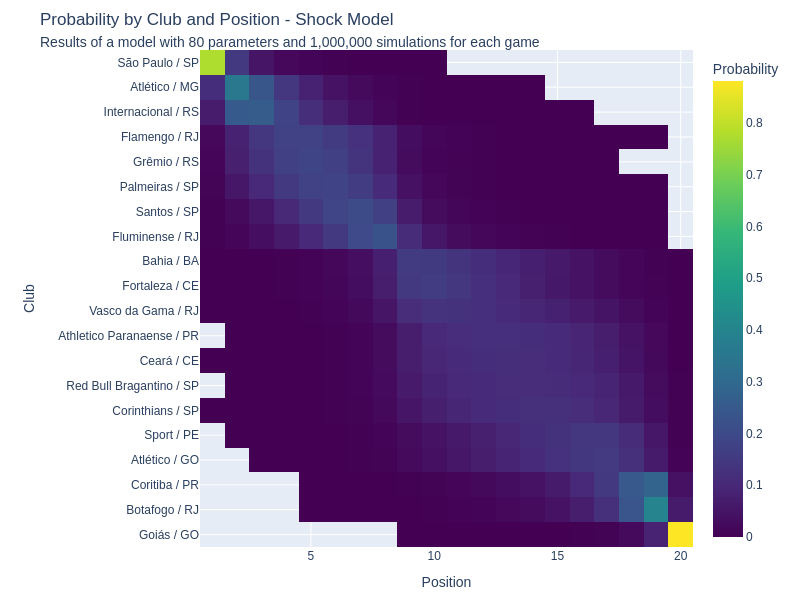 Probability by Club and Position - Shock Model
Results of a model with 80 parameters and 1,000,000 simulations for each game
Probability
São Paulo / SP
Atlético / MG
Internacional / RS
Flamengo / RJ
Grêmio / RS
Palmeiras / SP
Santos / SP
Fluminense / RJ
Bahia / BA
Fortaleza / CE
Vasco da Gama / RJ
Athletico Paranaense / PR
Ceará / CE
Red Bull Bragantino / SP
Corinthians / SP
Sport / PE
Atlético / GO
Coritiba / PR
Botafogo / RJ
Goiás / GO
Club
5
10
15
20
Position
0.8
0.7
0.6
0.5
0.4
0.3
0.2
0.1
0